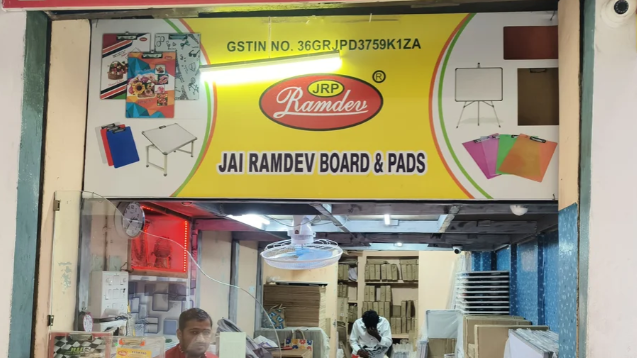 GSTIN NO. 36GRJPD3759K1ZA
JRP
Ramdev ®
JAI RAMDEV BOARD & PADS